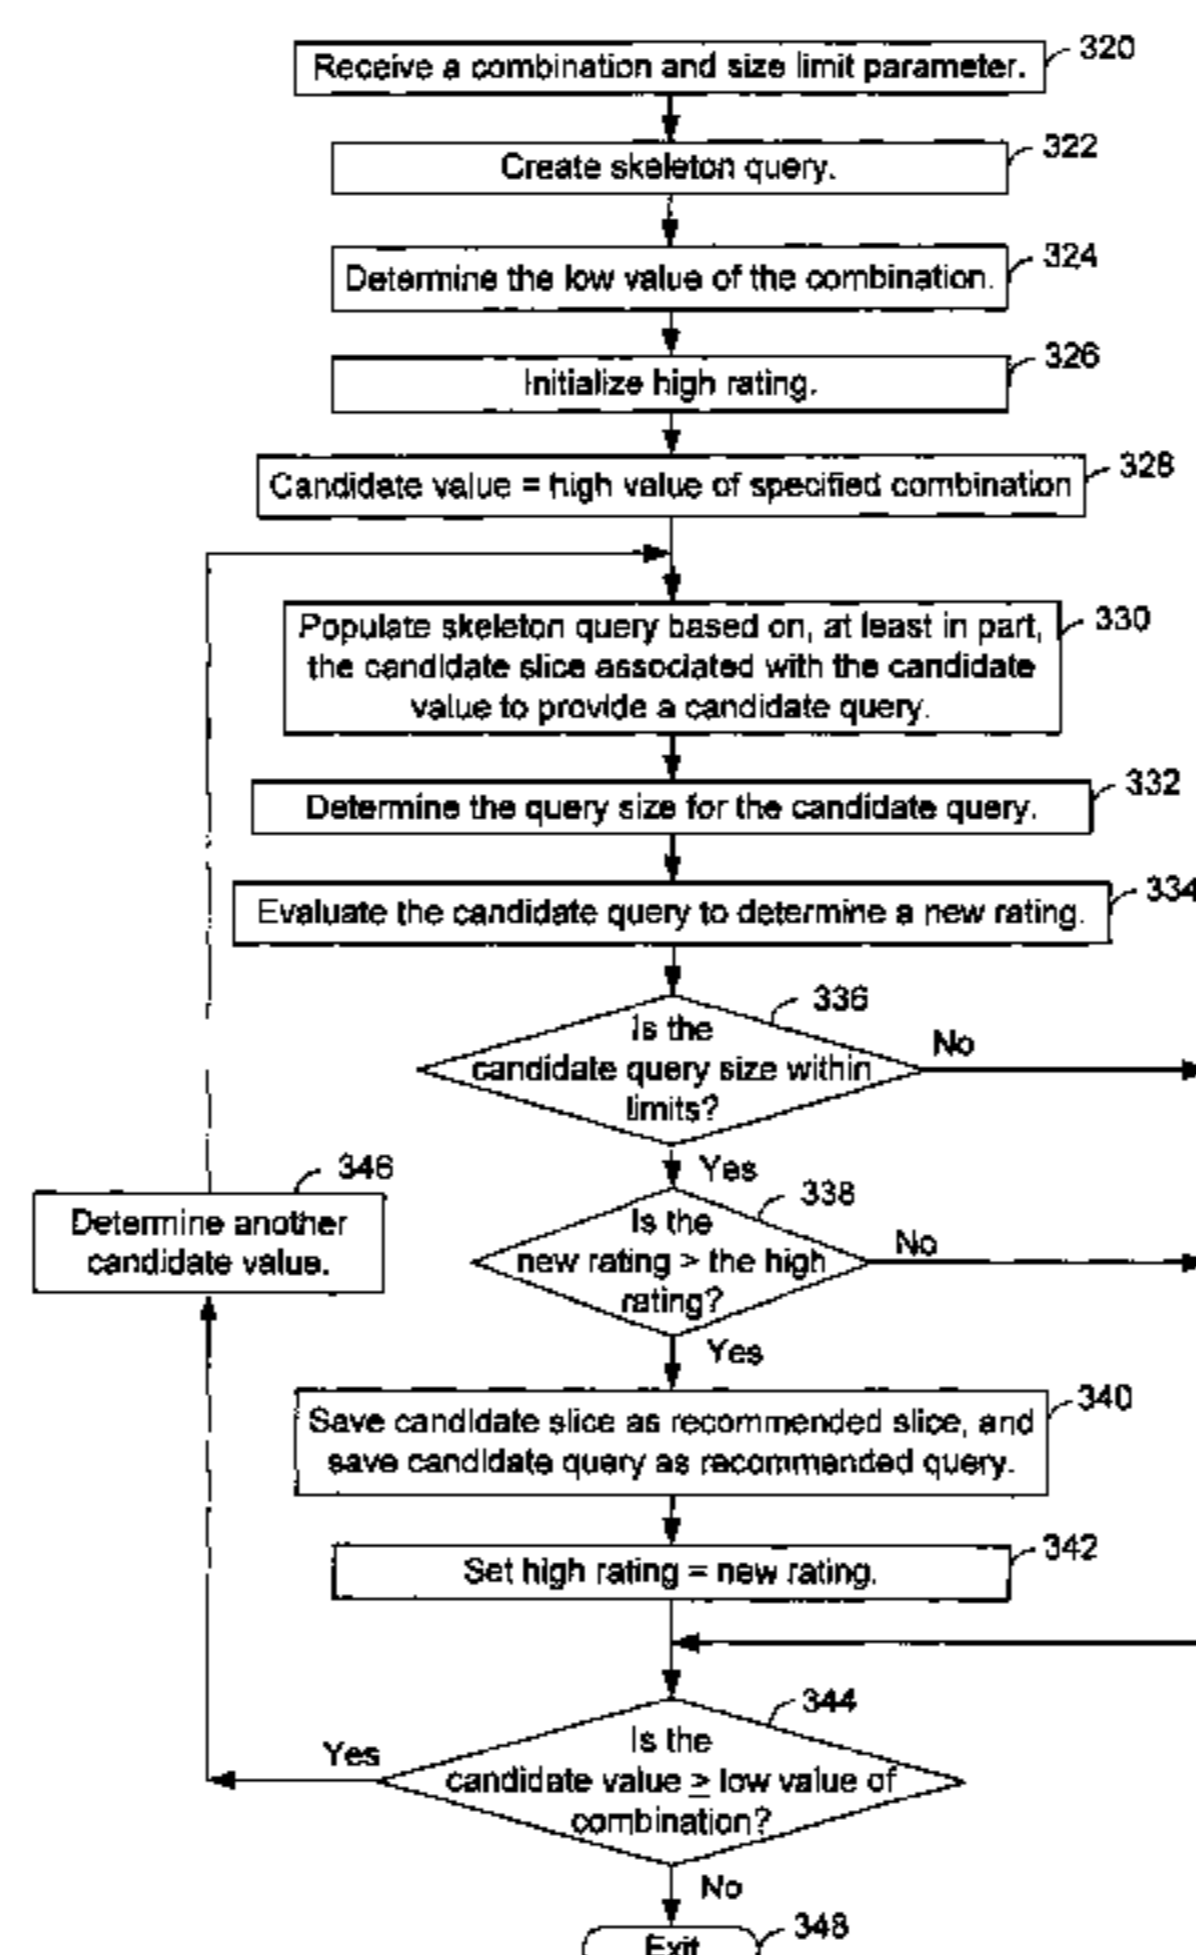 Receive a combination and size limit parameter.
320
Create skeleton query.
322
Determine the low value of the combination.
324
Initialize high rating.
326
Candidate value = high value of specified combination
328
Populate skeleton query based on, at least in part,
the candidate slice associated with the candidate
value to provide a candidate query.
330
Determine the query size for the candidate query.
332
Evaluate the candidate query to determine a new rating.
334
Is the
candidate query size within
limits?
336
No
Yes
Is the
new rating > the high
rating?
338
No
Yes
Determine another
candidate value.
346
Save candidate slice as recommended slice, and
save candidate query as recommended query.
340
Set high rating = new rating.
342
Is the
candidate value ≥ low value of
combination?
344
Yes
No
Exit
348